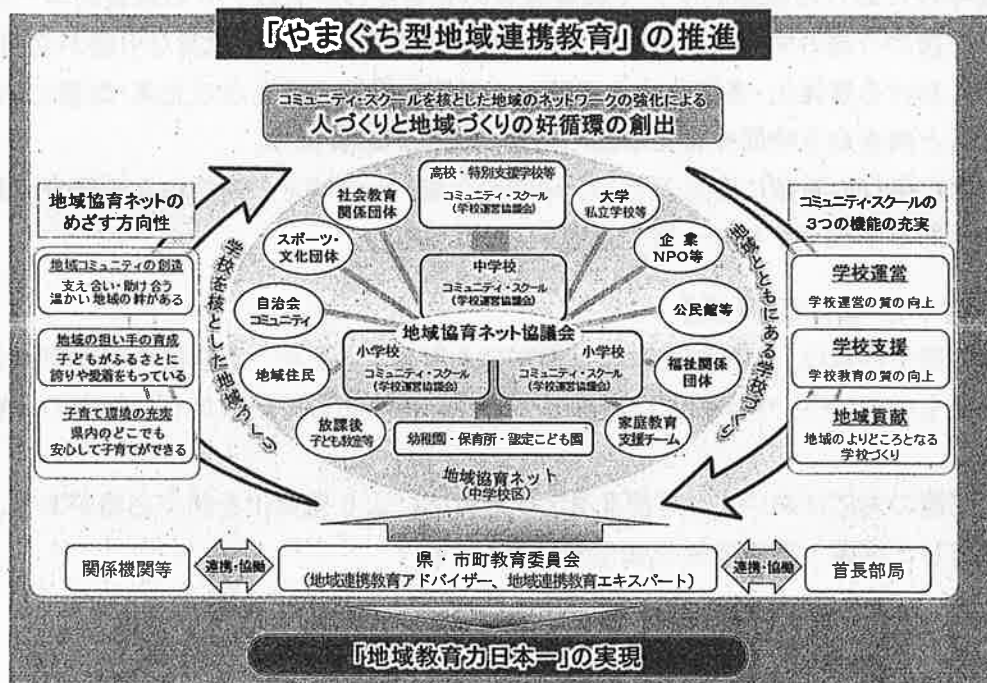 「やまぐち型地域連携教育」の推進
コミュニティ・スクールを核とした地域のネットワークの強化による
人づくりと地域づくりの好循環の創出
地域協育ネットの
めざす方向性
地域コミュニティの創造
支え合い・助け合う
温かい地域の絆がある
地域の担い手の育成
子どもがふるさとに
誇りや愛着をもっている
子育て環境の充実
県内のどこでも
安心して子育てができる
学校を核とした地域づくり
高校・特別支援学校等
コミュニティ・スクール
(学校運営協議会)
社会教育
関係団体
大学
私立学校等
スポーツ・
文化団体
企業
NPO等
中学校
コミュニティ・スクール
(学校運営協議会)
自治会
コミュニティ
公民館等
地域協育ネット協議会
小学校
コミュニティ・スクール
(学校運営協議会)
小学校
コミュニティ・スクール
(学校運営協議会)
地域住民
福祉関係
団体
放課後
子ども教室等
家庭教育
支援チーム
幼稚園・保育所・認定こども園
地域協育ネット
(中学校区)
地域とともにある学校づくり
コミュニティ・スクールの
3つの機能の充実
学校運営
学校運営の質の向上
学校支援
学校教育の質の向上
地域貢献
地域のよりどころとなる
学校づくり
関係機関等
連携・協働
県・市町教育委員会
(地域連携教育アドバイザー、地域連携教育エキスパート)
連携・協働
首長部局
「地域教育力日本一」の実現